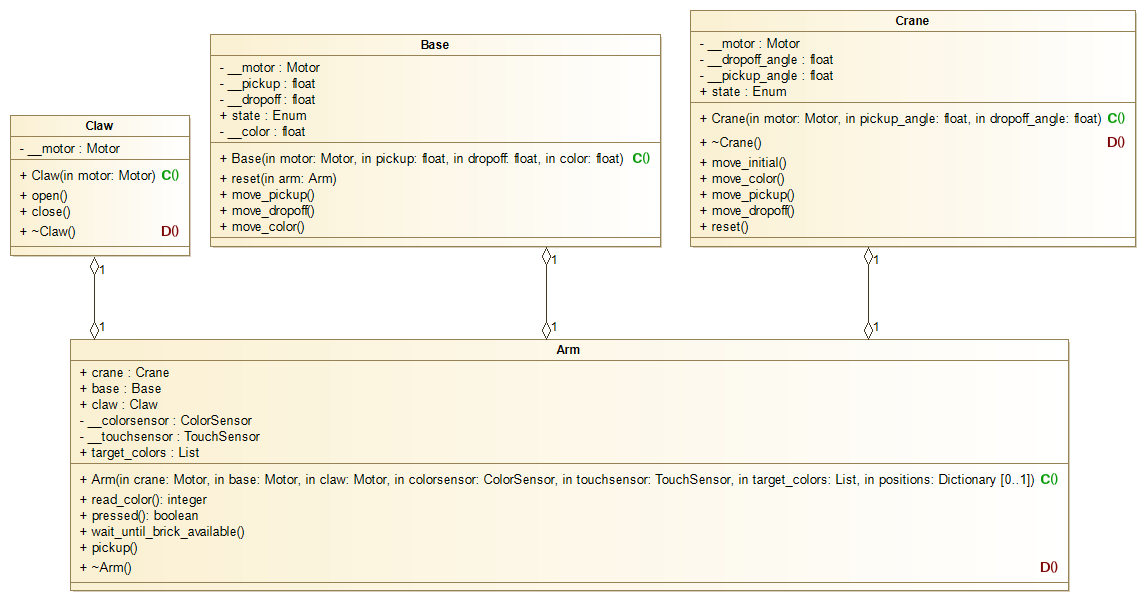 Claw
- __motor : Motor
+ Claw(in motor: Motor) C()
+ open()
+ close()
+ ~Claw() D()
Base
- __motor : Motor
- __pickup : float
- __dropoff : float
+ state : Enum
- __color : float
+ Base(in motor: Motor, in pickup: float, in dropoff: float, in color: float) C()
+ reset(in arm: Arm)
+ move_pickup()
+ move_dropoff()
+ move_color()
Crane
- __motor : Motor
- __dropoff_angle : float
- __pickup_angle : float
+ state : Enum
+ Crane(in motor: Motor, in pickup_angle: float, in dropoff_angle: float) C()
+ ~Crane() D()
+ move_initial()
+ move_color()
+ move_pickup()
+ move_dropoff()
+ reset()
1
1
1
1
1
1
Arm
+ crane : Crane
+ base : Base
+ claw : Claw
- __colorsensor : ColorSensor
- __touchsensor : TouchSensor
+ target_colors : List
+ Arm(in crane: Motor, in base: Motor, in claw: Motor, in colorsensor: ColorSensor, in touchsensor: TouchSensor, in target_colors: List, in positions: Dictionary [0..1]) C()
+ read_color(): integer
+ pressed(): boolean
+ wait_until_brick_available()
+ pickup()
+ ~Arm() D()